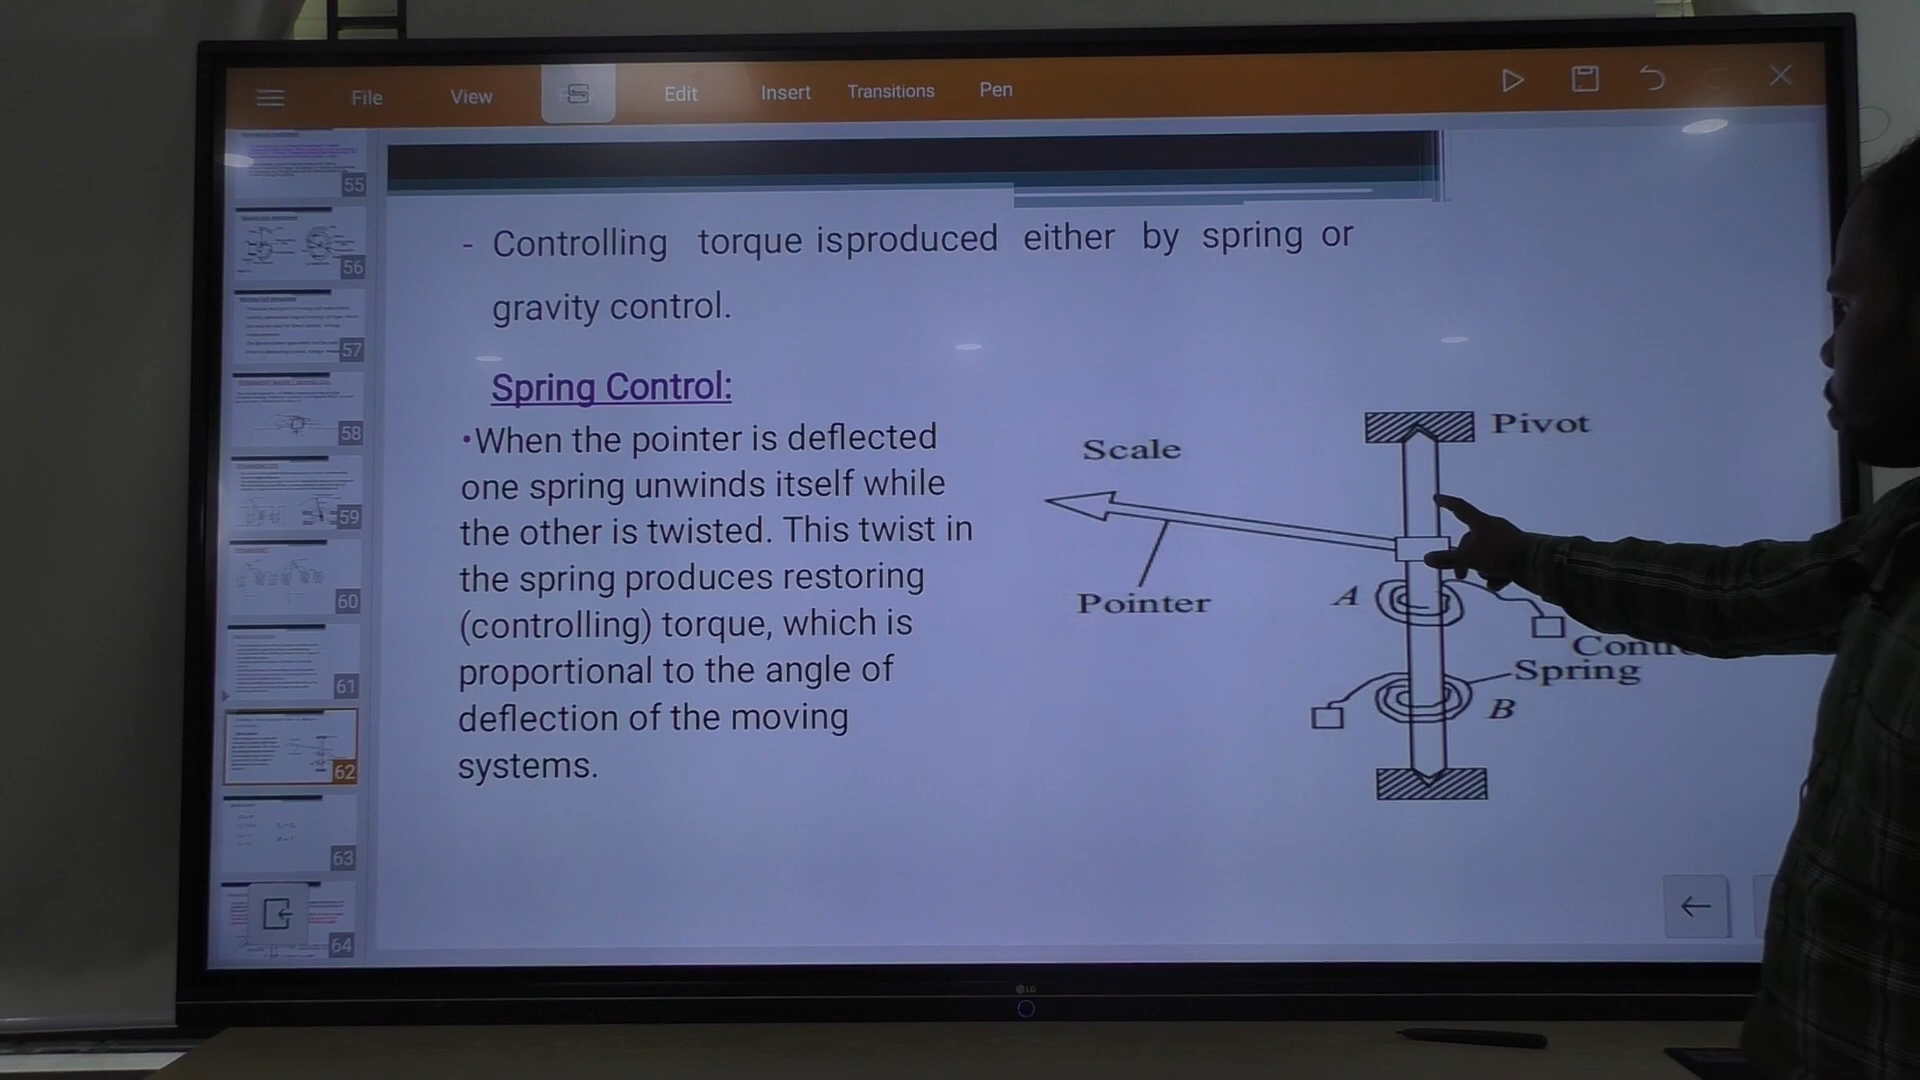 File View Edit Insert Transitions Pen
55
56
57
58
59
60
61
62
63
64
- Controlling torque isproduced either by spring or
gravity control.
Spring Control:
•When the pointer is deflected
one spring unwinds itself while
the other is twisted. This twist in
the spring produces restoring
(controlling) torque, which is
proportional to the angle of
deflection of the moving
systems.
Pivot
Scale
Pointer
A
Spring
B
LG